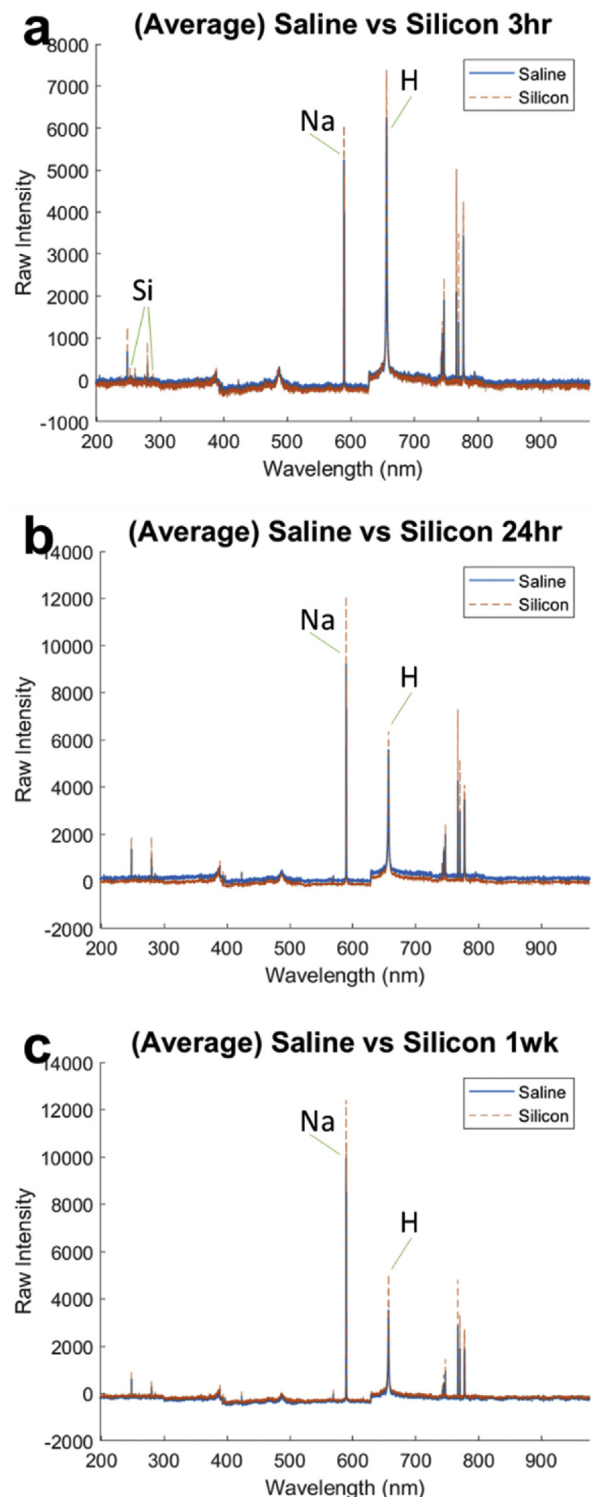 a (Average) Saline vs Silicon 3hr
8000
7000
6000
5000
4000
3000
2000
1000
0
-1000
Raw Intensity
Si
Na
H
Saline
Silicon
200 300 400 500 600 700 800 900
Wavelength (nm)
b (Average) Saline vs Silicon 24hr
14000
12000
10000
8000
6000
4000
2000
0
-2000
Raw Intensity
Na
H
Saline
Silicon
200 300 400 500 600 700 800 900
Wavelength (nm)
c (Average) Saline vs Silicon 1wk
14000
12000
10000
8000
6000
4000
2000
0
-2000
Raw Intensity
Na
H
Saline
Silicon
200 300 400 500 600 700 800 900
Wavelength (nm)